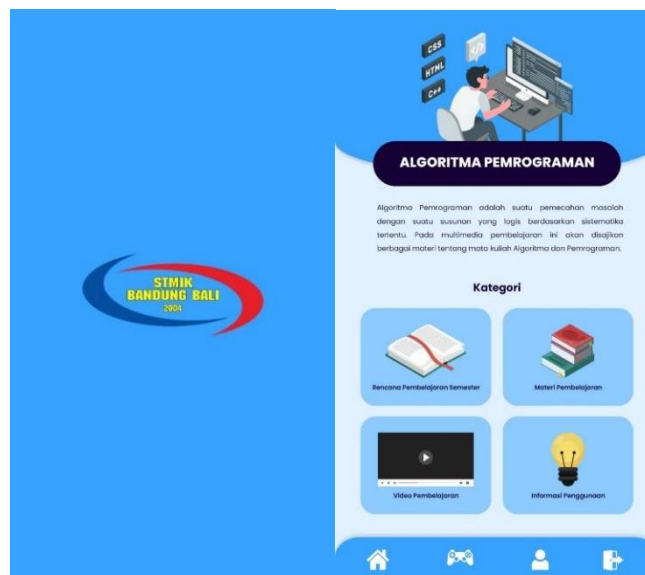 STMIK
BANDUNG BALI
2004
CSS
HTML
C++
</>
ALGORITMA PEMROGRAMAN
Algoritma Pemrograman adalah suatu pemecahan masalah
dengan suatu susunan yang logis berdasarkan sistematika
tertentu. Pada multimedia pembelajaran ini akan disajikan
berbagai materi tentang mata kuliah Algoritma dan Pemrograman.
Kategori
Rencana Pembelajaran Semester
Materi Pembelajaran
Video Pembelajaran
Informasi Penggunaan